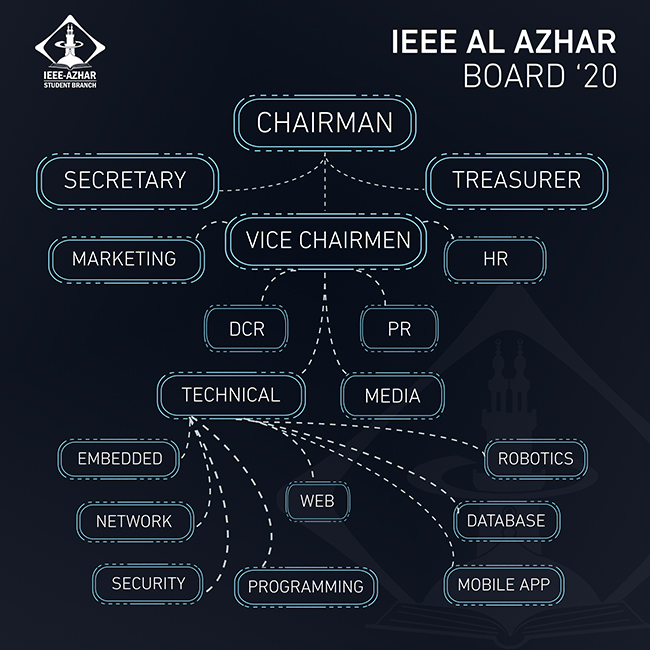 IEEE-AZHAR
STUDENT BRANCH
IEEE AL AZHAR
BOARD ‘20
CHAIRMAN
SECRETARY
TREASURER
VICE CHAIRMEN
MARKETING
HR
DCR
PR
TECHNICAL
MEDIA
EMBEDDED
ROBOTICS
WEB
NETWORK
DATABASE
SECURITY
PROGRAMMING
MOBILE APP